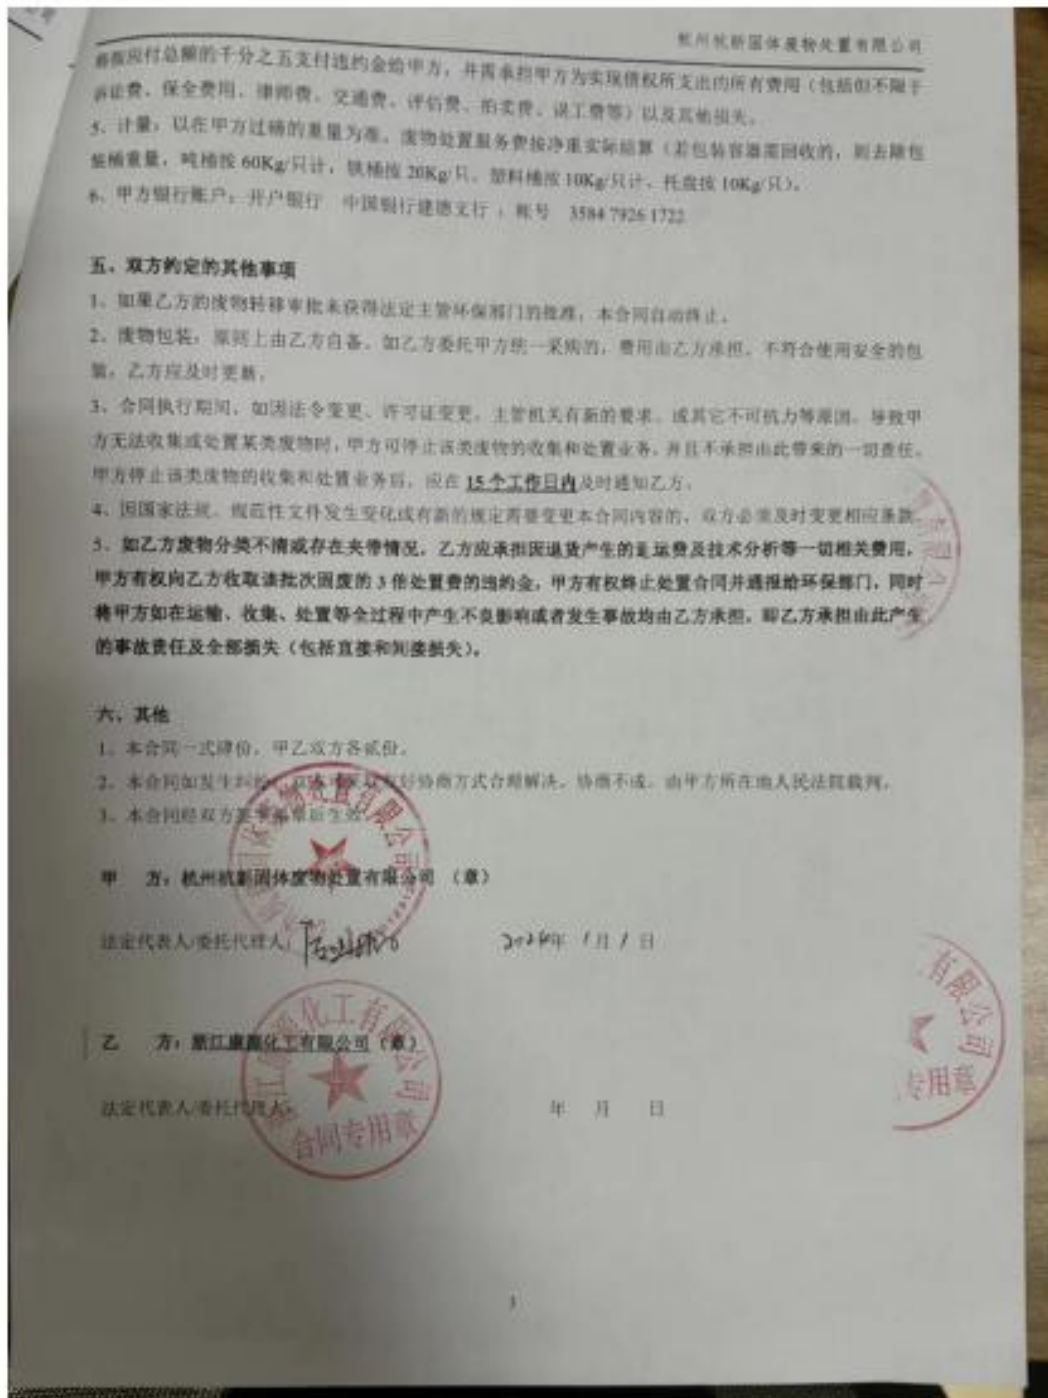 杭州杭新固体废物处置有限公司
应付总额的千分之五支付违约金给甲方，并需承担甲方为实现债权所支出的所有费用（包括但不限于
诉讼费、保全费用、律师费、交通费、评估费、拍卖费、误工费等）以及其他损失。
5、计量：以在甲方过磅的重量为准。废物处置服务费按净重实际结算（若包装容器需回收的，则去除包
装桶重量，吨桶按 60Kg/只计，铁桶按 20Kg/只、塑料桶按 10Kg/只计、托盘按 10Kg/只）。
6、甲方银行账户：开户银行 中国银行建德支行；账号 3584 7926 1722
五、双方约定的其他事项
1、如果乙方的废物转移审批未获得法定主管环保部门的批准，本合同自动终止。
2、废物包装：原则上由乙方自备。如乙方委托甲方统一采购的，费用由乙方承担。不符合使用安全的包
装，乙方应及时更新。
3、合同执行期间，如因法令变更、许可证变更、主管机关有新的要求、或其它不可抗力等原因，导致甲
方无法收集或处置某类废物时，甲方可停止该类废物的收集和处置业务，并且不承担由此带来的一切责任。
甲方停止该类废物的收集和处置业务后，应在 15 个工作日内及时通知乙方。
4、因国家法规、规范性文件发生变化或有新的规定需要变更本合同内容的，双方必须及时变更相应条款
5、如乙方废物分类不清或存在夹带情况，乙方应承担因退货产生的运费及技术分析等一切相关费用，
甲方有权向乙方收取该批次固废的 3 倍处置费的违约金，甲方有权终止处置合同并通报给环保部门，同时
将甲方如在运输、收集、处置等全过程中产生不良影响或者发生事故均由乙方承担，即乙方承担由此产生
的事故责任及全部损失（包括直接和间接损失）。
六、其他
1、本合同一式肆份，甲乙双方各贰份。
2、本合同如发生纠纷，双方可采取友好协商方式合理解决。协商不成，由甲方所在地人民法院裁判。
3、本合同经双方签字盖章后生效
甲 方：杭州杭新固体废物处置有限公司 （章）
法定代表人/委托代理人： 2024年 1月 1日
乙 方：浙江康源化工有限公司（章）
合同专用章
有限公司
专用章
法定代表人/委托代理人： 年 月 日
3